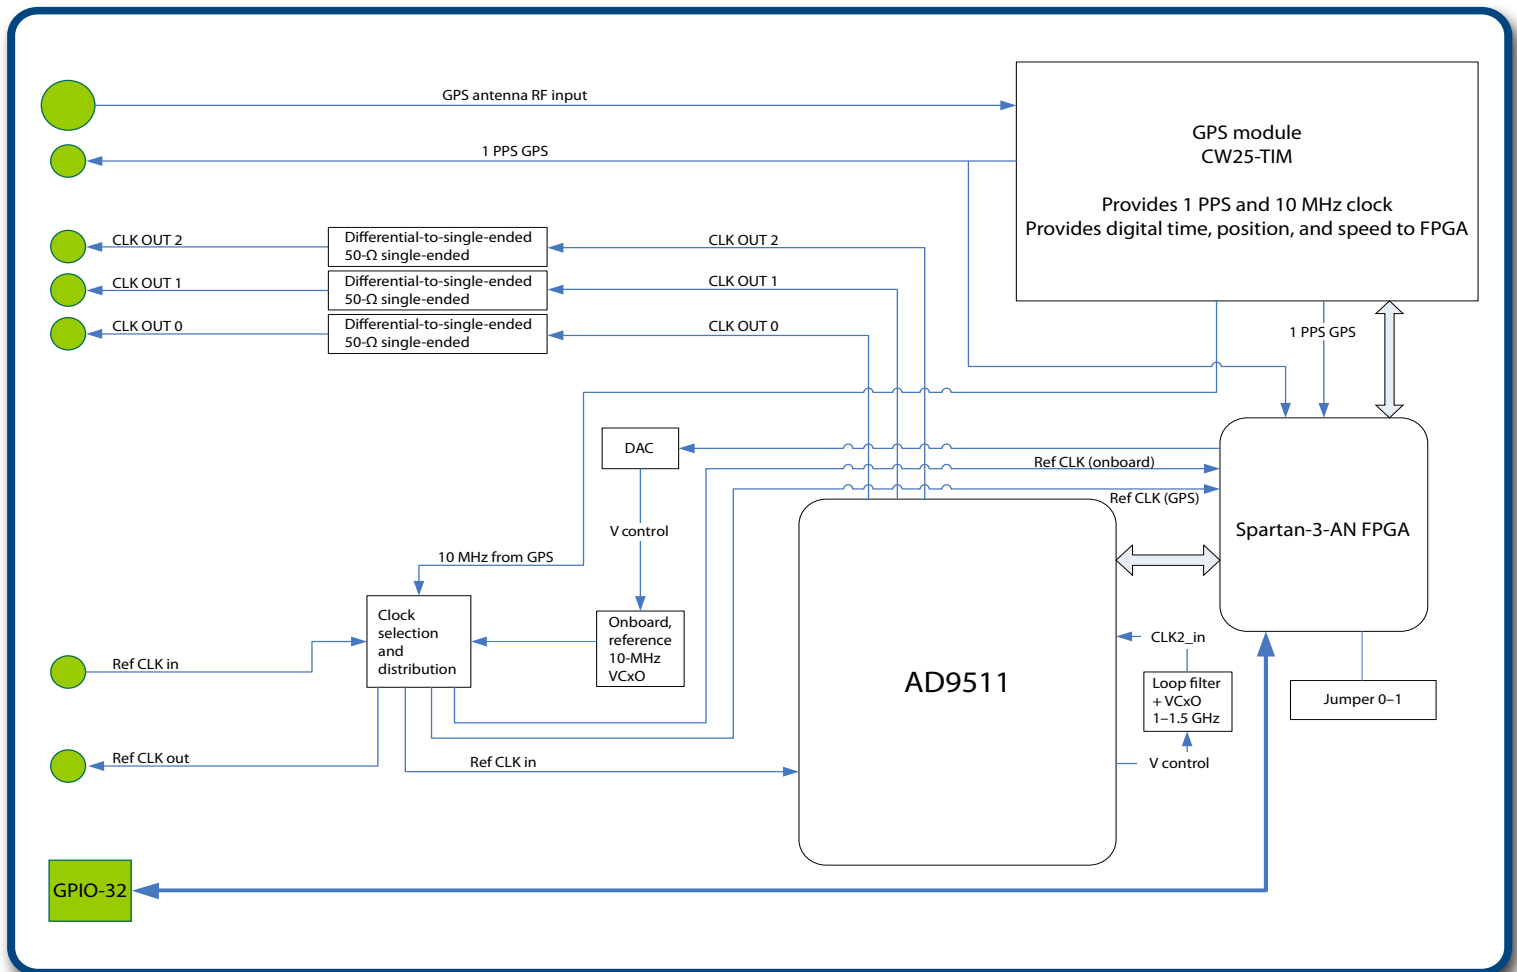 GPS antenna RF input
1 PPS GPS
GPS module
CW25-TIM
Provides 1 PPS and 10 MHz clock
Provides digital time, position, and speed to FPGA
CLK OUT 2
Differential-to-single-ended
50-Ω single-ended
CLK OUT 2
CLK OUT 1
Differential-to-single-ended
50-Ω single-ended
CLK OUT 1
CLK OUT 0
Differential-to-single-ended
50-Ω single-ended
CLK OUT 0
1 PPS GPS
DAC
Ref CLK (onboard)
Ref CLK (GPS)
V control
Spartan-3-AN FPGA
10 MHz from GPS
Clock
selection
and
distribution
Onboard,
reference
10-MHz
VCxO
CLK2_in
Ref CLK in
AD9511
Loop filter
+ VCxO
1–1.5 GHz
Jumper 0–1
Ref CLK out
Ref CLK in
V control
GPIO-32